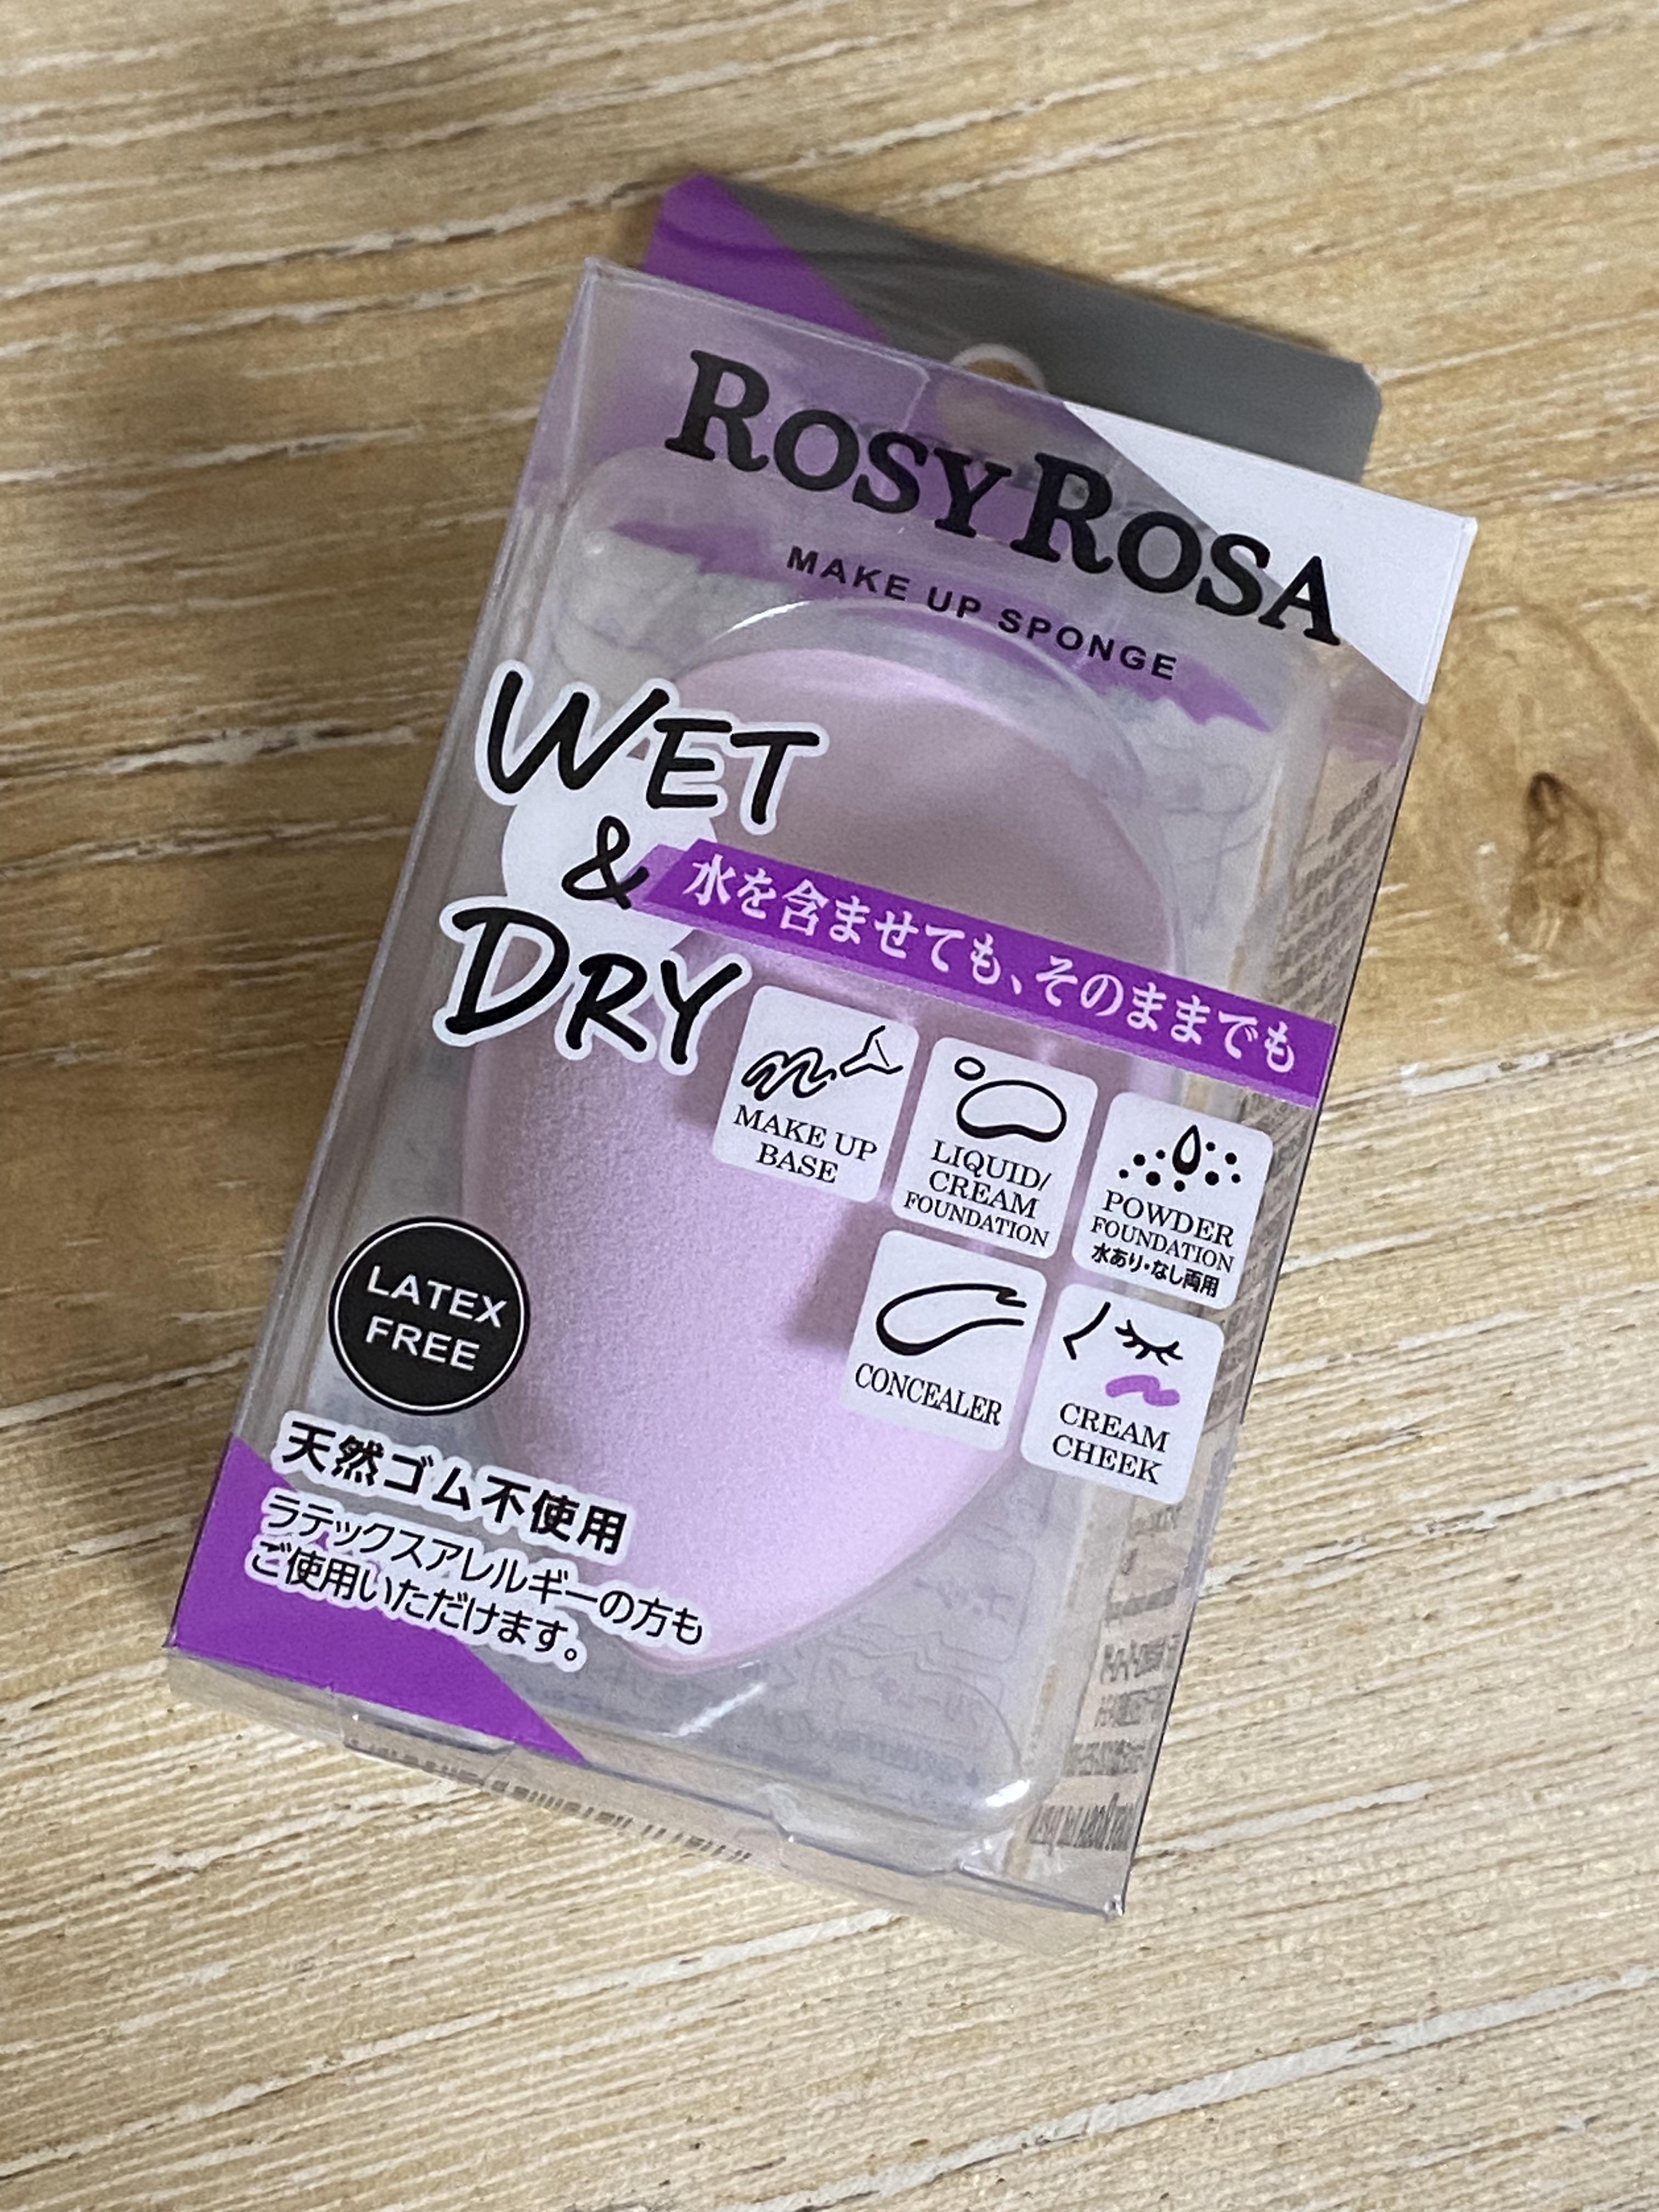 ROSY ROSA
MAKE UP SPONGE
WET
&
DRY
水を含ませても、そのままでも
MAKE UP
BASE
LIQUID/
CREAM
FOUNDATION
POWDER
FOUNDATION
水あり・なし両用
CONCEALER
CREAM
CHEEK
LATEX
FREE
天然ゴム不使用
ラテックスアレルギーの方も
ご使用いただけます。